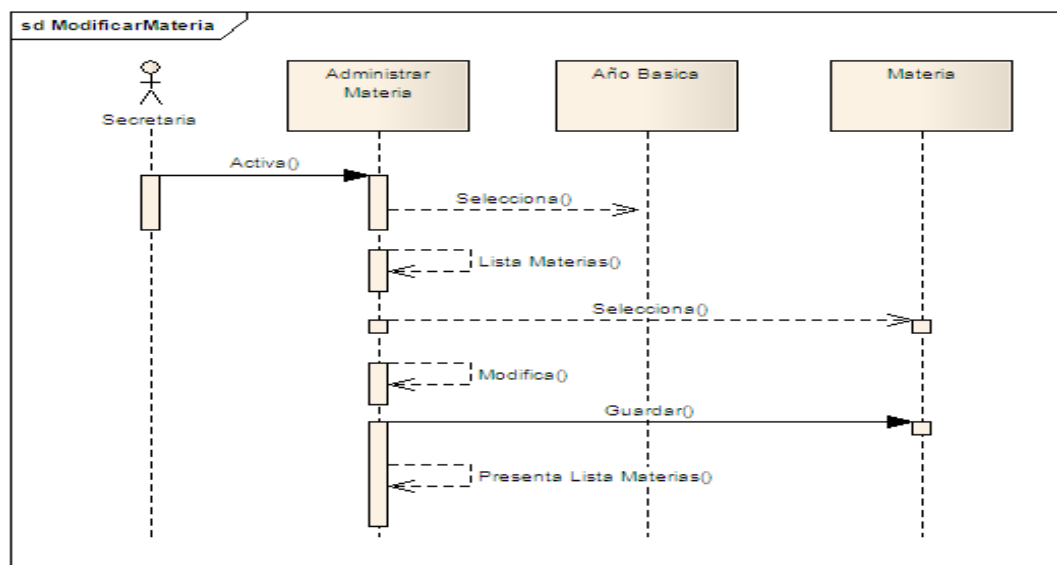 sd ModificarMateria
Secretaria
Administrar
Materia
Año Basica
Materia
Activa()
Selecciona()
Lista Materias()
Selecciona()
Modifica()
Guardar()
Presenta Lista Materias()